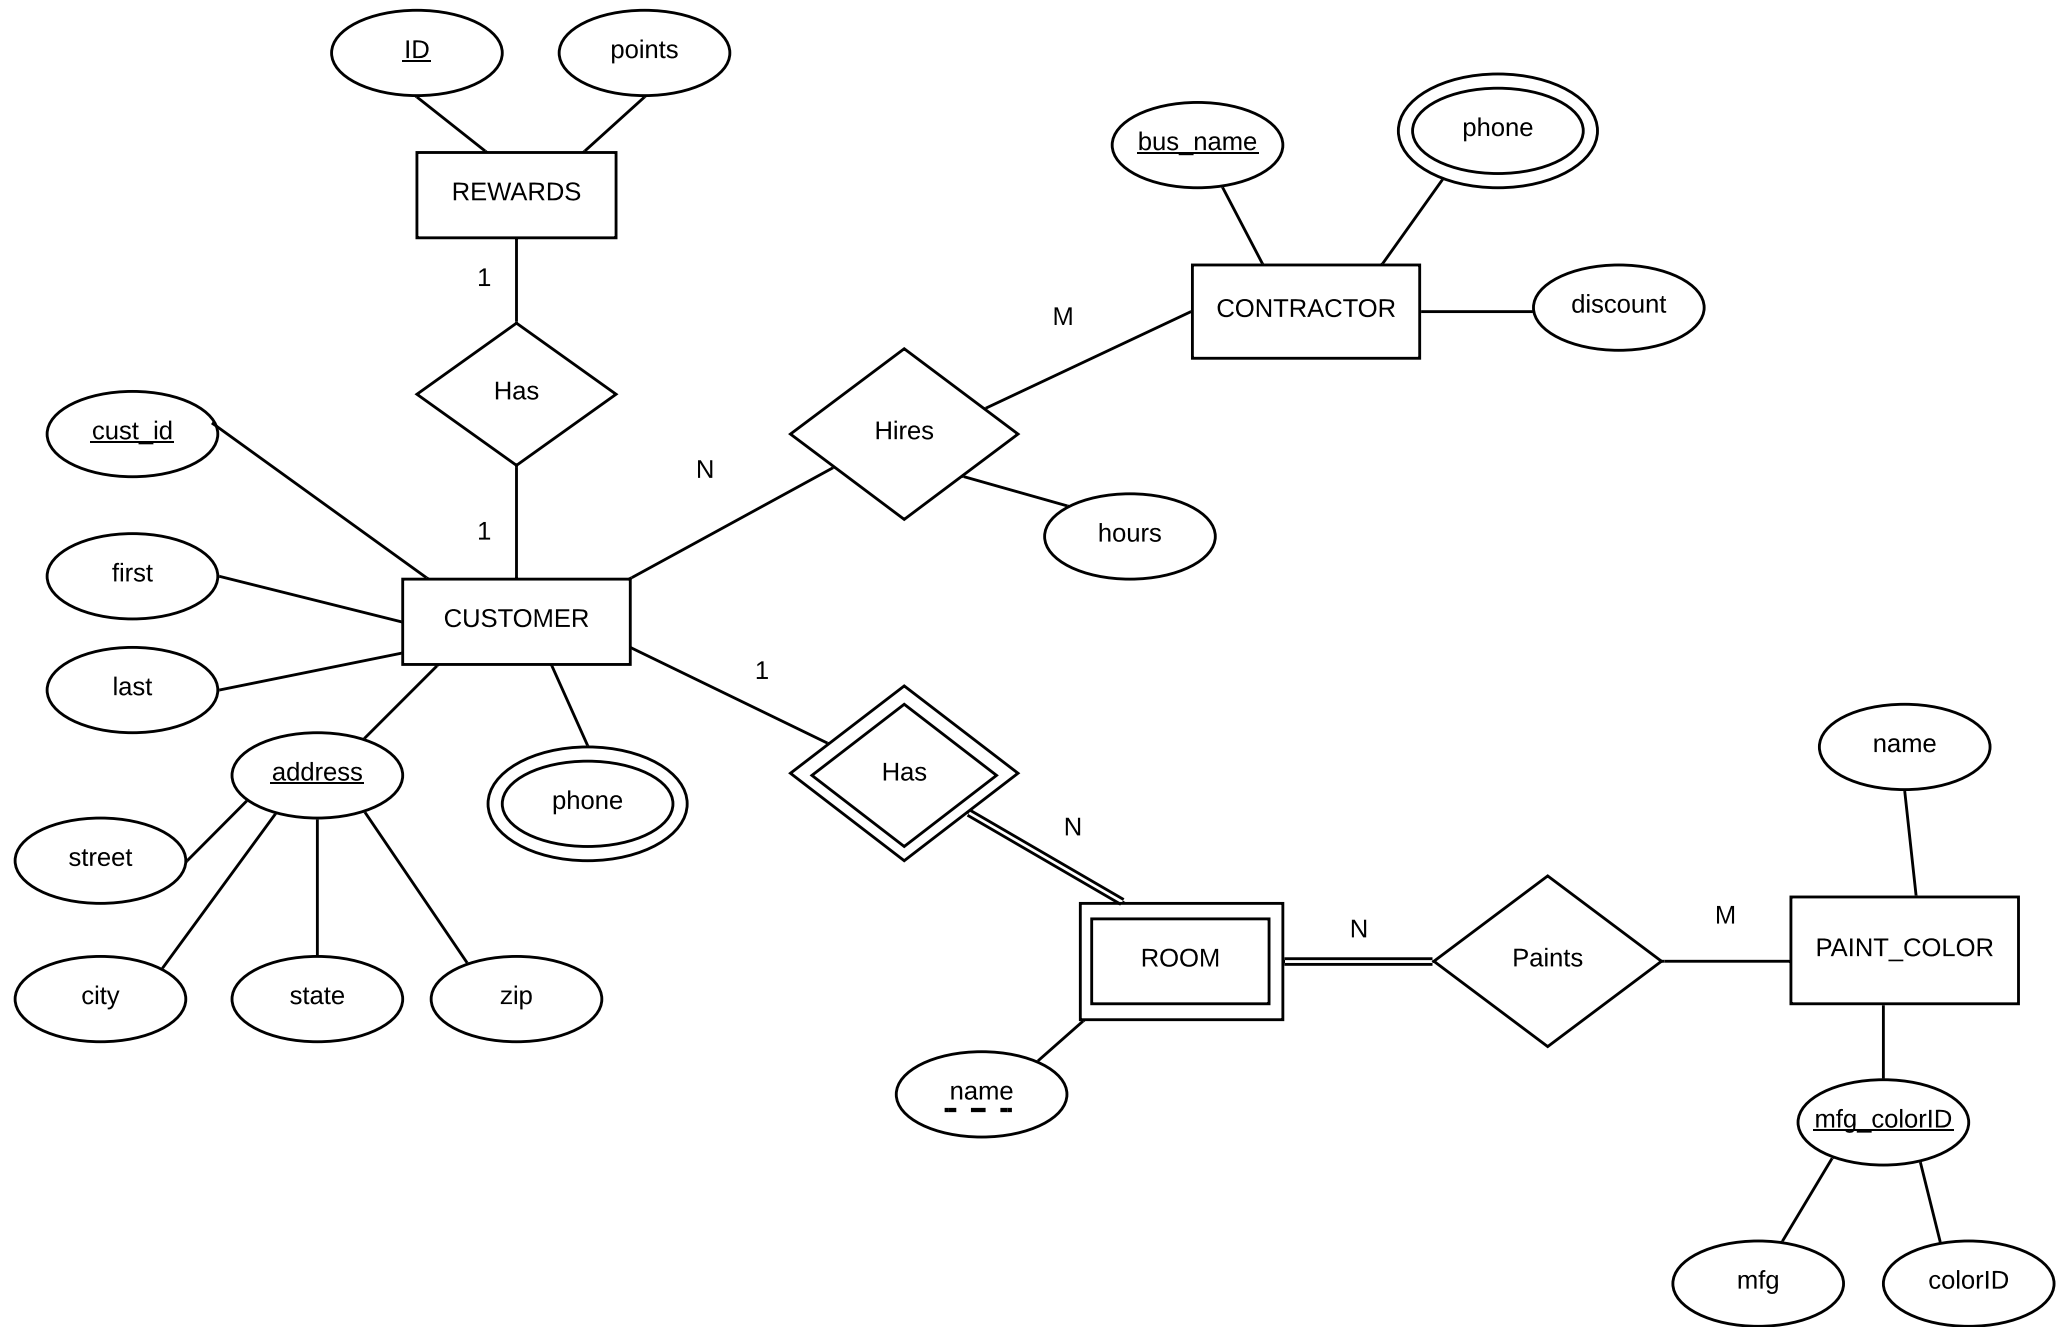 ID
points
REWARDS
1
Has
1
bus_name
phone
CONTRACTOR
discount
M
Hires
N
hours
cust_id
first
last
CUSTOMER
address
phone
street
city
state
zip
1
Has
N
ROOM
name
N
Paints
M
name
PAINT_COLOR
mfg_colorID
mfg
colorID